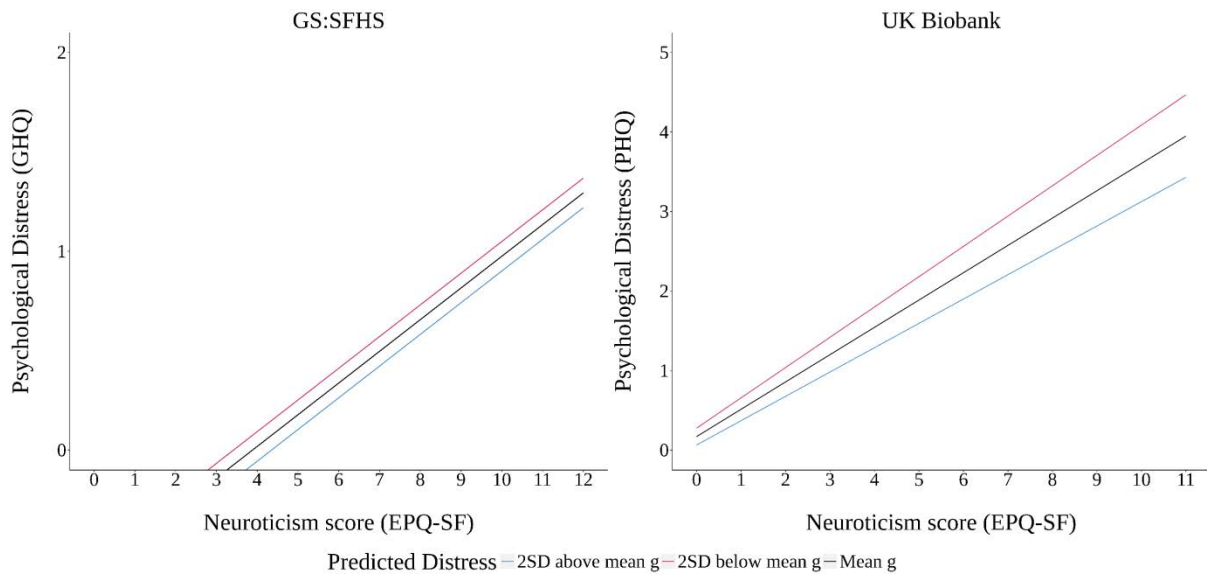 GS:SFHS
UK Biobank
2
1
0
Psychological Distress (GHQ)
0 1 2 3 4 5 6 7 8 9 10 11 12
Neuroticism score (EPQ-SF)
5
4
3
2
1
0
Psychological Distress (PHQ)
0 1 2 3 4 5 6 7 8 9 10 11
Neuroticism score (EPQ-SF)
Predicted Distress 2SD above mean g 2SD below mean g Mean g